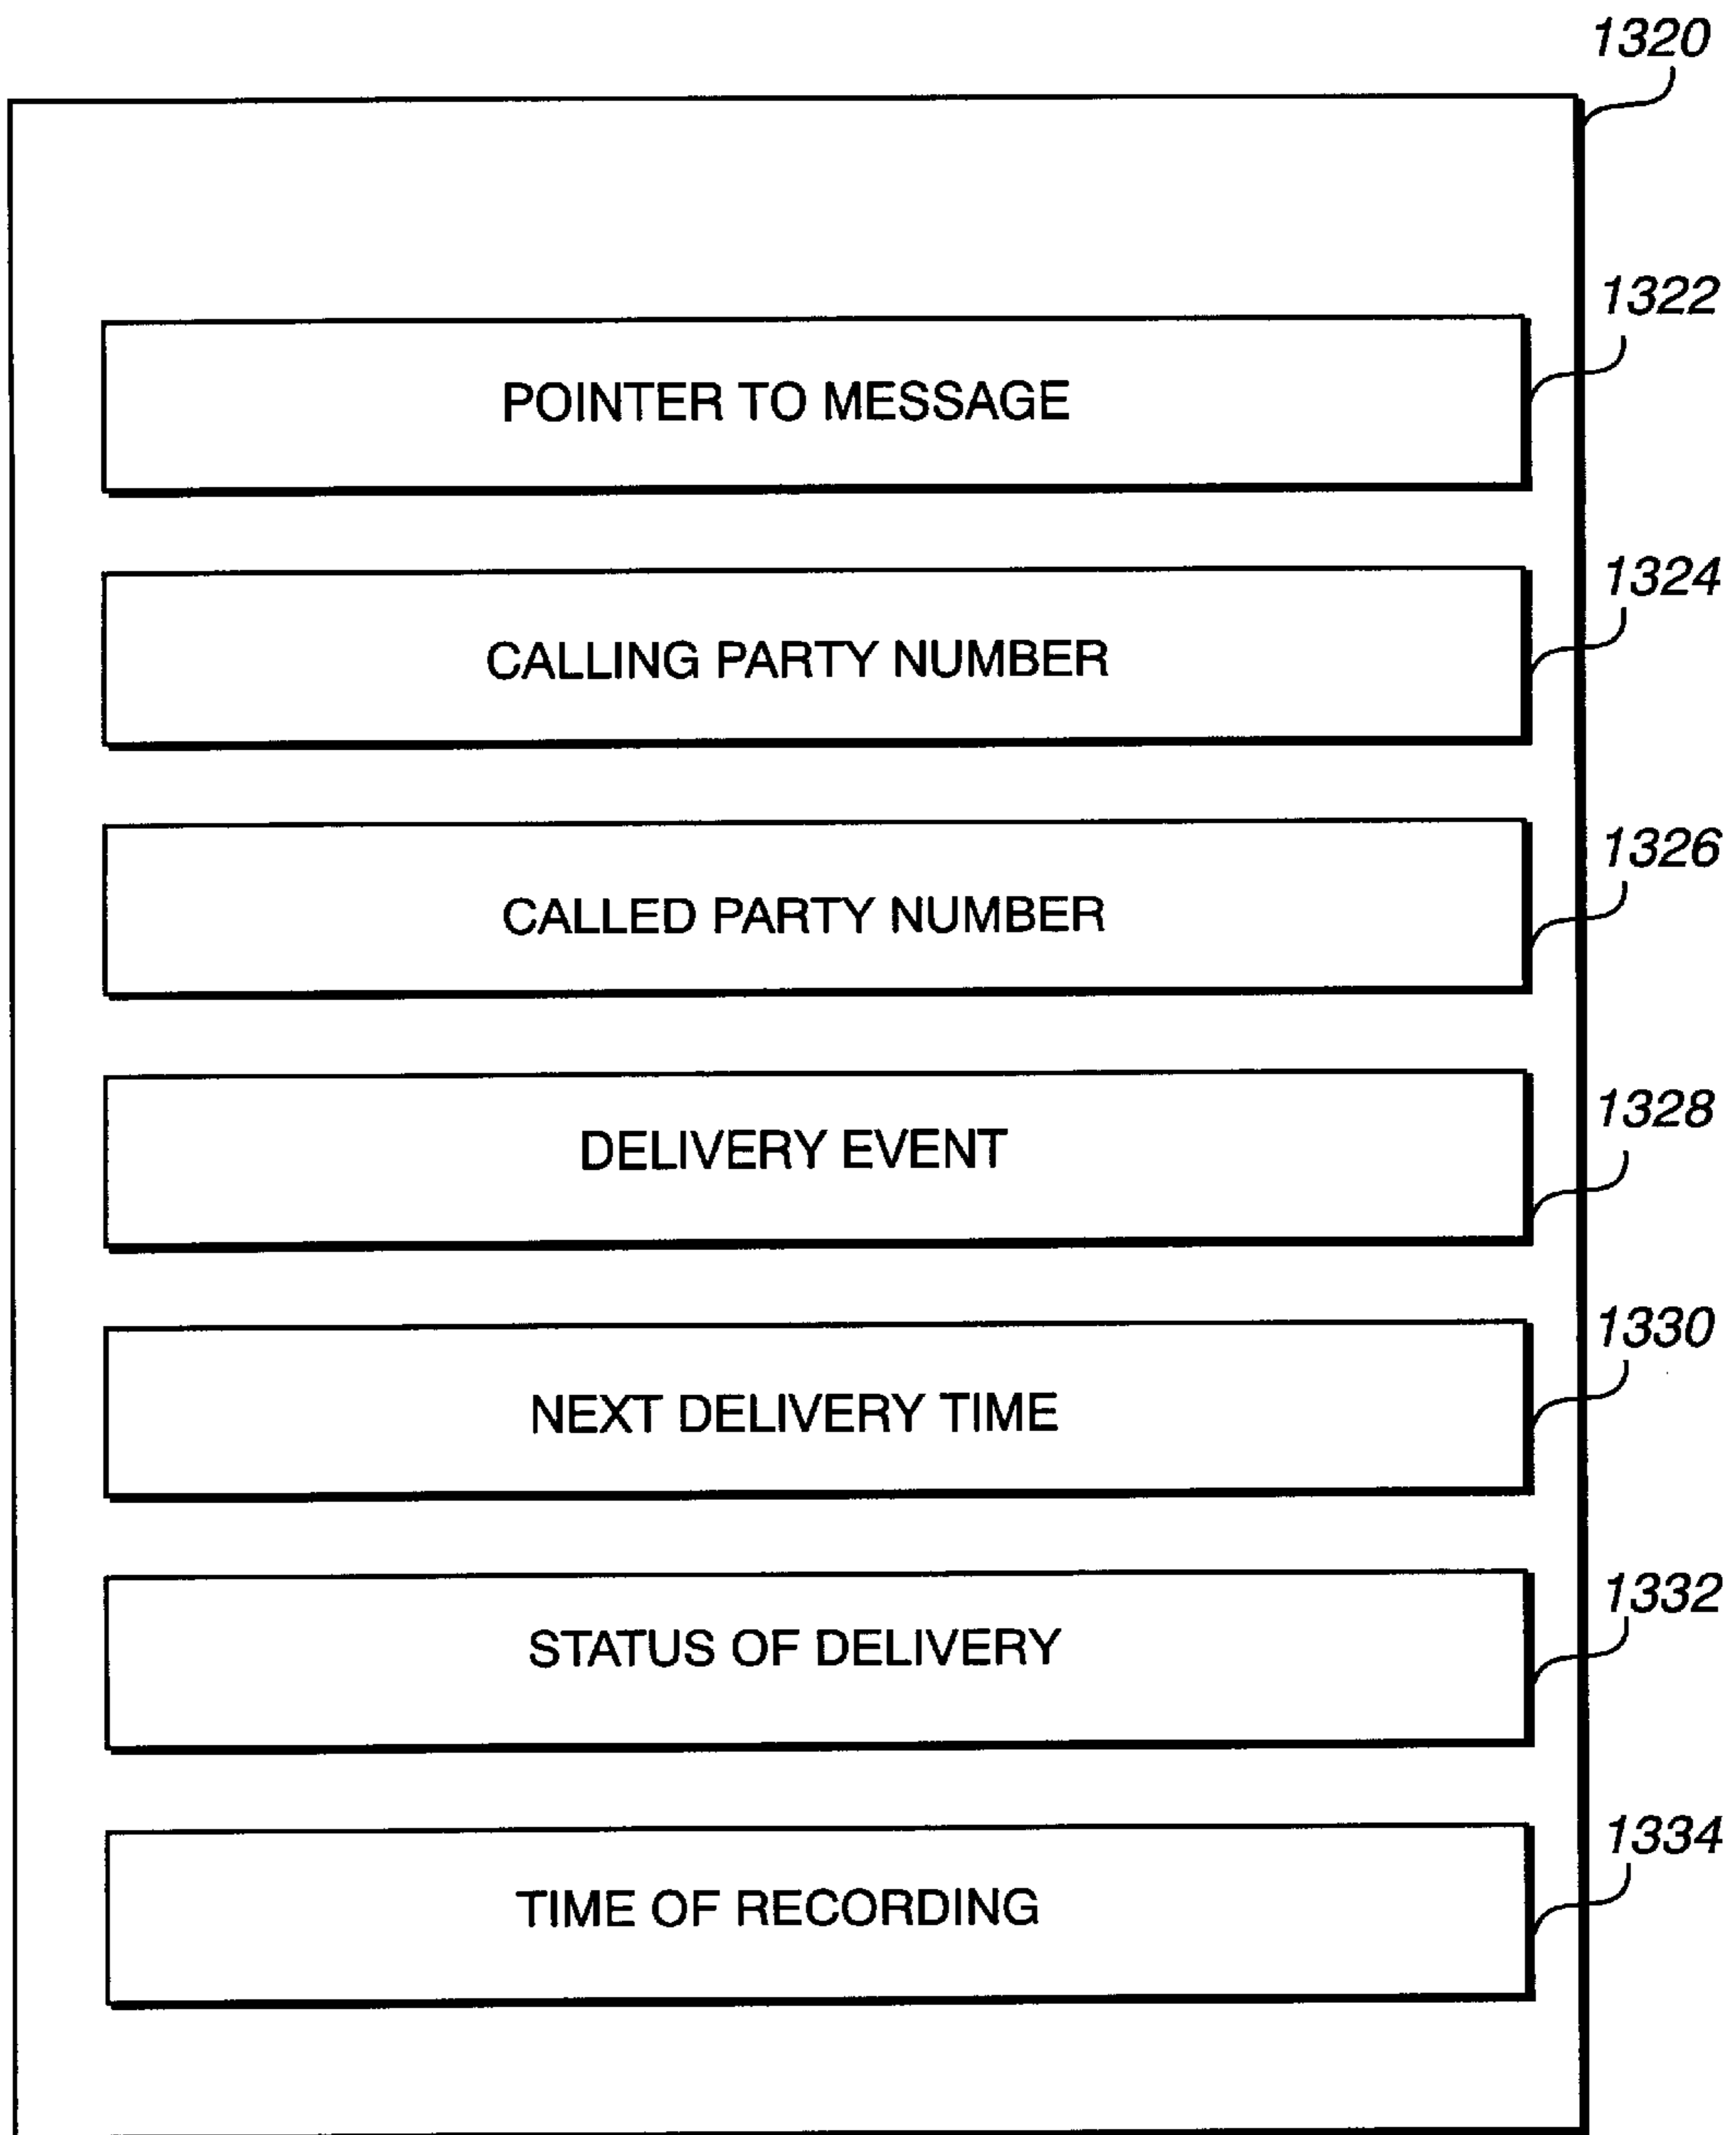 1320
1322
POINTER TO MESSAGE
1324
CALLING PARTY NUMBER
1326
CALLED PARTY NUMBER
1328
DELIVERY EVENT
1330
NEXT DELIVERY TIME
1332
STATUS OF DELIVERY
1334
TIME OF RECORDING